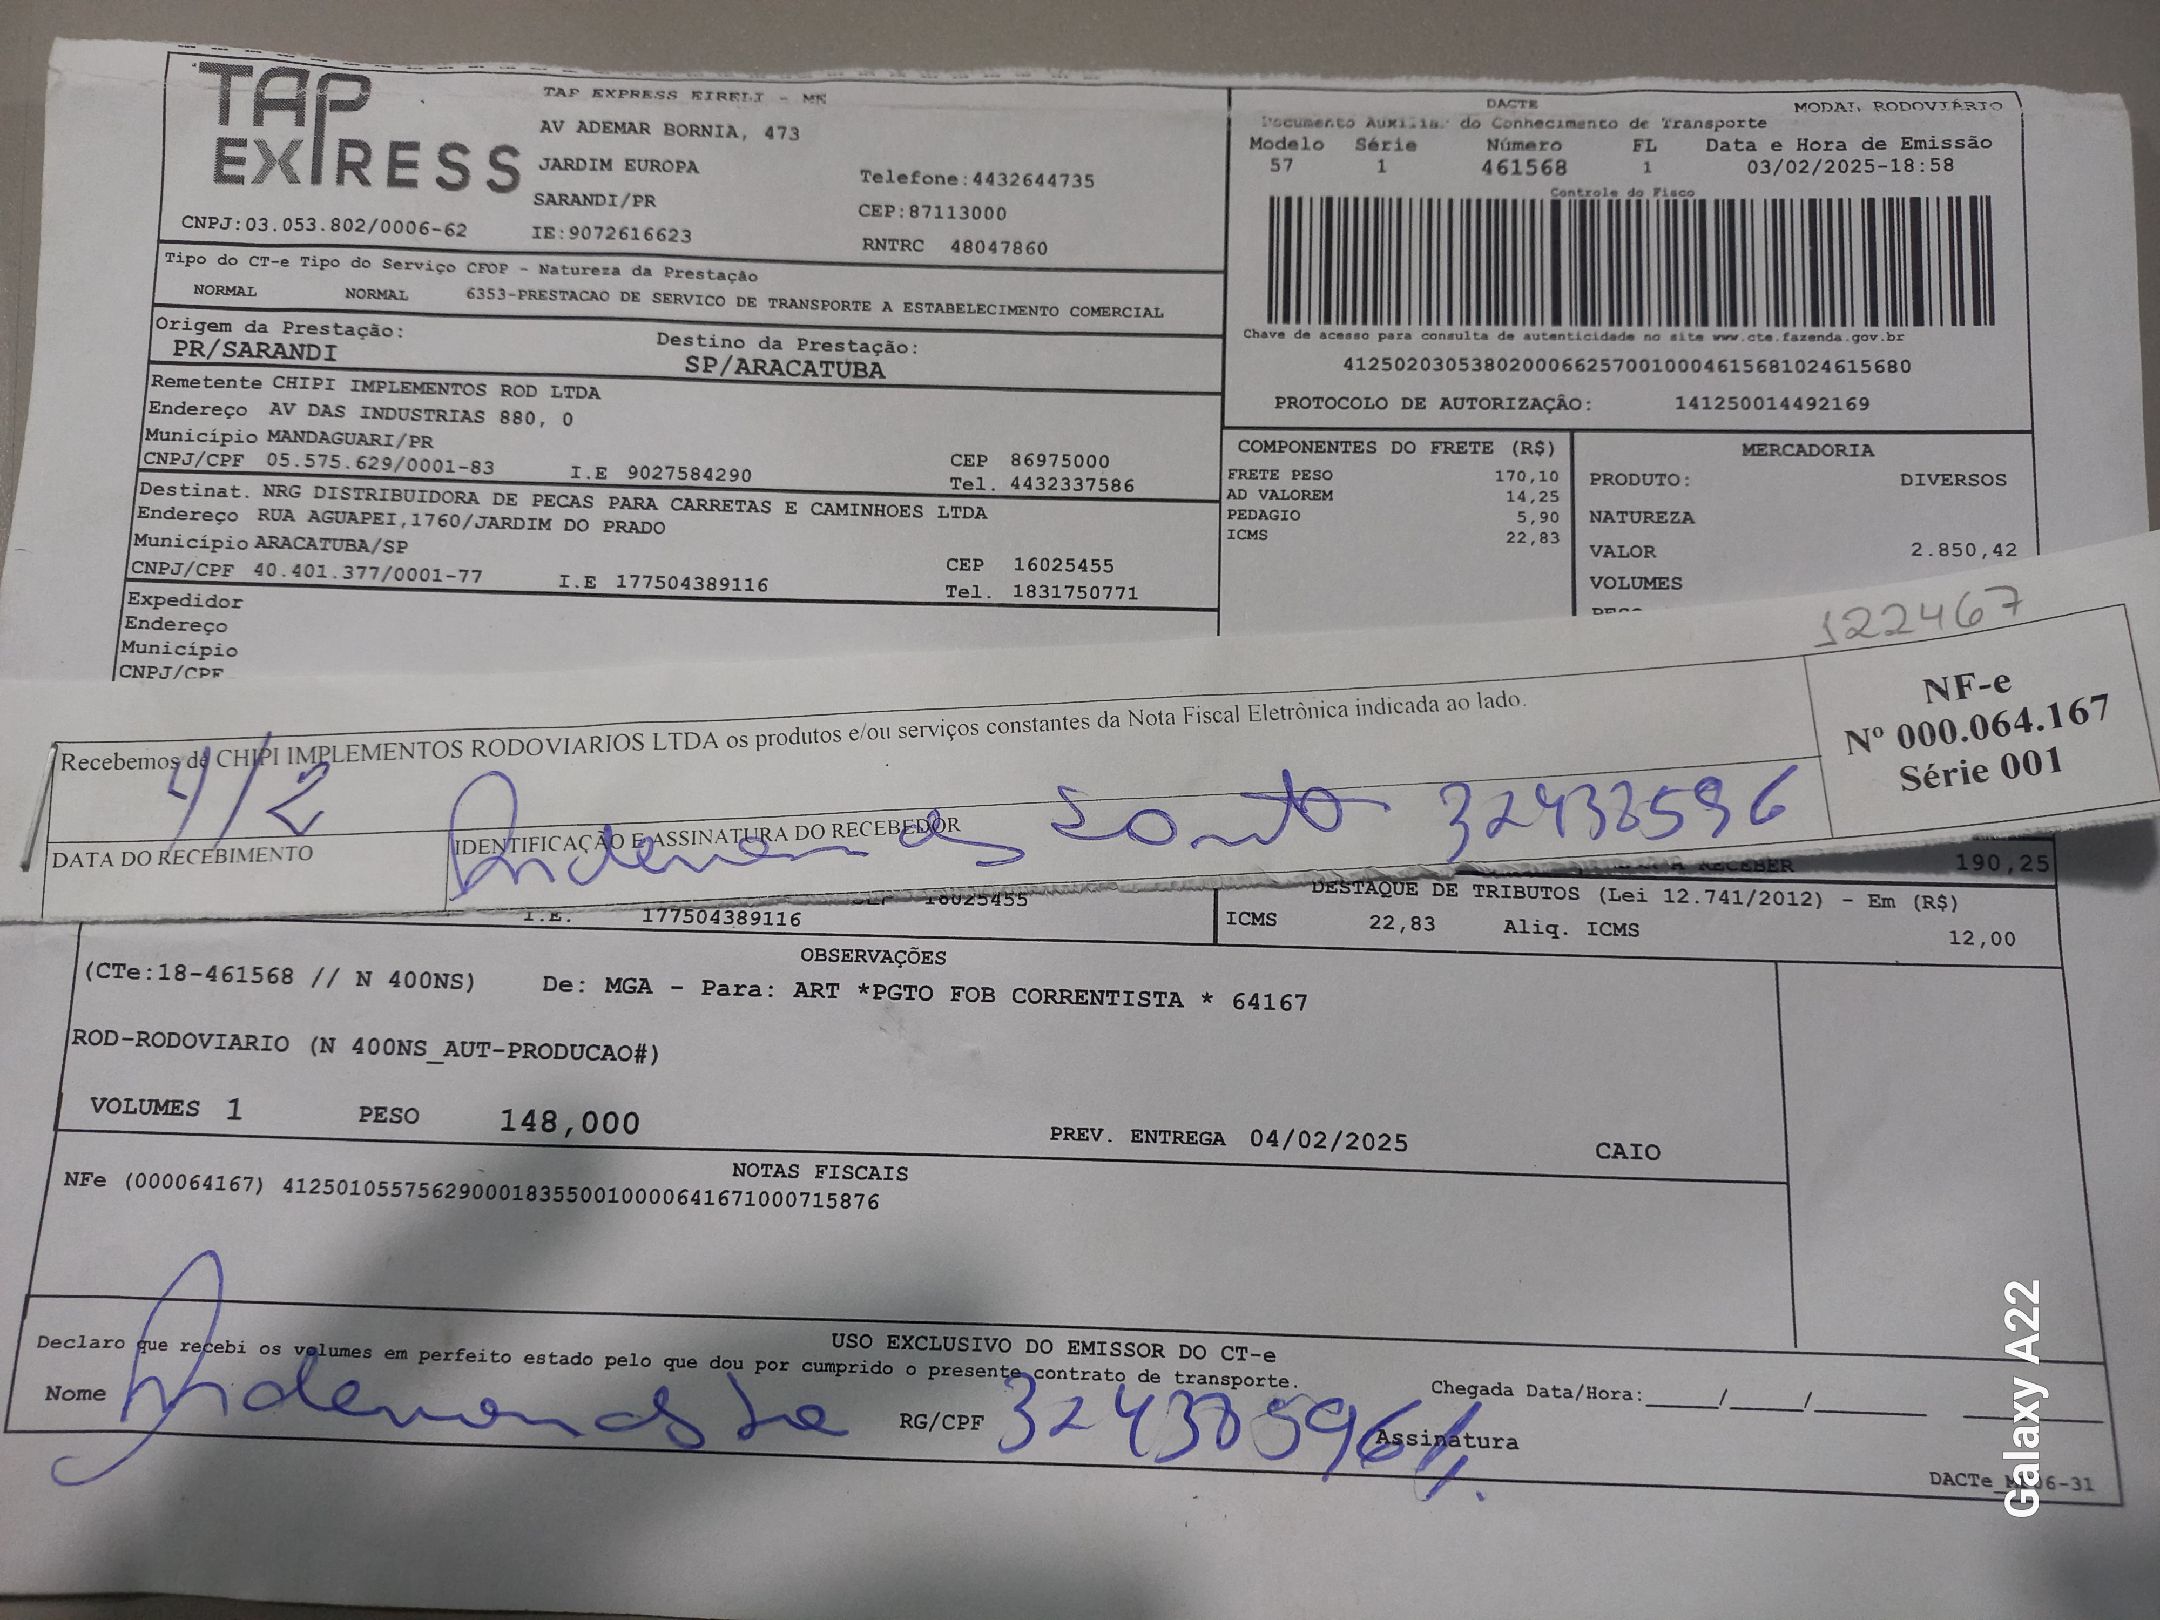 TAP EXPRESS
TAP EXPRESS EIRELI - ME
AV ADEMAR BORNIA, 473
JARDIM EUROPA
SARANDI/PR
Telefone:4432644735
CEP:87113000
CNPJ:03.053.802/0006-62
IE:9072616623
RNTRC 48047860
DACTE
MODAL RODOVIÁRIO
Documento Auxiliar do Conhecimento de Transporte
Modelo Série Número FL Data e Hora de Emissão
57 1 461568 1 03/02/2025-18:58
Controle do Fisco
Chave de acesso para consulta de autenticidade no site www.cte.fazenda.gov.br
41250203053802000662570010004615681024615680
PROTOCOLO DE AUTORIZAÇÃO: 141250014492169
Tipo do CT-e Tipo do Serviço CFOP - Natureza da Prestação
NORMAL NORMAL 6353-PRESTACAO DE SERVICO DE TRANSPORTE A ESTABELECIMENTO COMERCIAL
Origem da Prestação: Destino da Prestação:
PR/SARANDI SP/ARACATUBA
Remetente CHIPI IMPLEMENTOS ROD LTDA
Endereço AV DAS INDUSTRIAS 880, 0
Município MANDAGUARI/PR
CNPJ/CPF 05.575.629/0001-83 I.E 9027584290
CEP 86975000
Tel. 4432337586
Destinat. NRG DISTRIBUIDORA DE PECAS PARA CARRETAS E CAMINHOES LTDA
Endereço RUA AGUAPEI,1760/JARDIM DO PRADO
Município ARACATUBA/SP
CNPJ/CPF 40.401.377/0001-77 I.E 177504389116
CEP 16025455
Tel. 1831750771
Expedidor
Endereço
Município
CNPJ/CPF
COMPONENTES DO FRETE (R$)
FRETE PESO 170,10
AD VALOREM 14,25
PEDAGIO 5,90
ICMS 22,83
MERCADORIA
PRODUTO: DIVERSOS
NATUREZA
VALOR 2.850,42
VOLUMES
122467
Recebemos de CHIPI IMPLEMENTOS RODOVIARIOS LTDA os produtos e/ou serviços constantes da Nota Fiscal Eletrônica indicada ao lado.
4/2
DATA DO RECEBIMENTO
IDENTIFICAÇÃO E ASSINATURA DO RECEBEDOR
NF-e
Nº 000.064.167
Série 001
RECEBER 190,25
CEP 16025455
I.E. 177504389116
DESTAQUE DE TRIBUTOS (Lei 12.741/2012) - Em (R$)
ICMS 22,83 Aliq. ICMS 12,00
OBSERVAÇÕES
(CTe:18-461568 // N 400NS) De: MGA - Para: ART *PGTO FOB CORRENTISTA * 64167
ROD-RODOVIARIO (N 400NS_AUT-PRODUCAO#)
VOLUMES 1 PESO 148,000
PREV. ENTREGA 04/02/2025 CAIO
NOTAS FISCAIS
NFe (000064167) 41250105575629000183550010000641671000715876
USO EXCLUSIVO DO EMISSOR DO CT-e
Declaro que recebi os volumes em perfeito estado pelo que dou por cumprido o presente contrato de transporte.
Nome
RG/CPF
Chegada Data/Hora:____/____/______
Assinatura
Galaxy A22